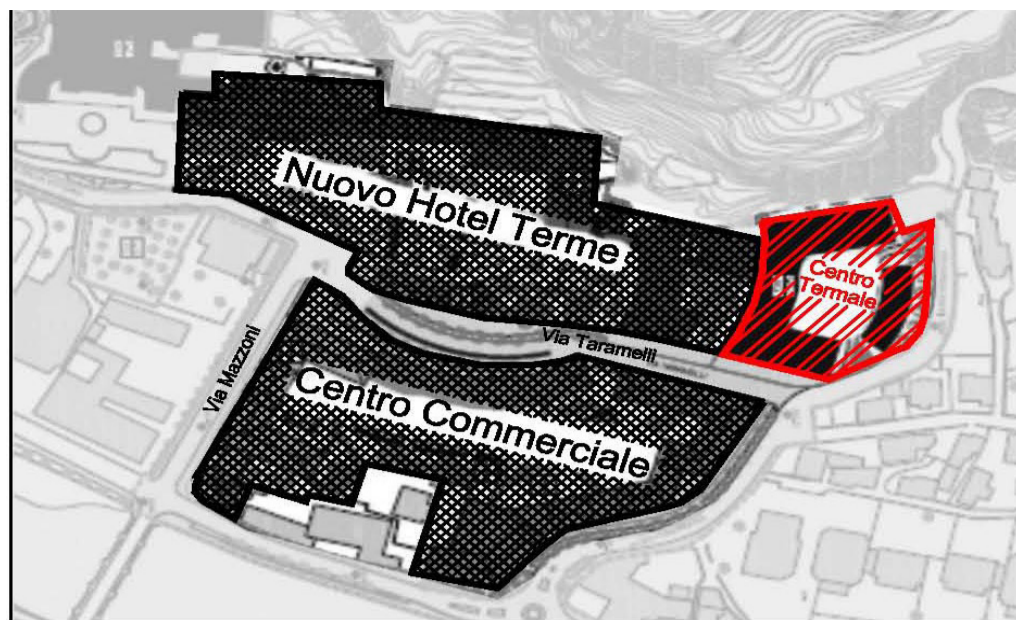 Nuovo Hotel Terme
Centro
Termale
Via Taramelli
Via Mazzoni
Centro Commerciale